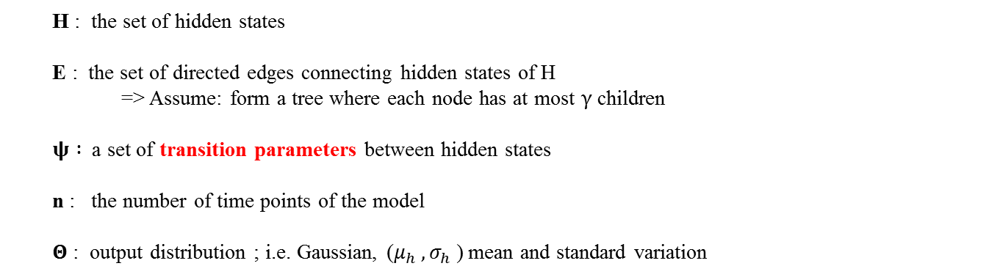 H : the set of hidden states
E : the set of directed edges connecting hidden states of H
=> Assume: form a tree where each node has at most γ children
ψ : a set of transition parameters between hidden states
n : the number of time points of the model
Θ : output distribution ; i.e. Gaussian, (μₕ , σₕ ) mean and standard variation